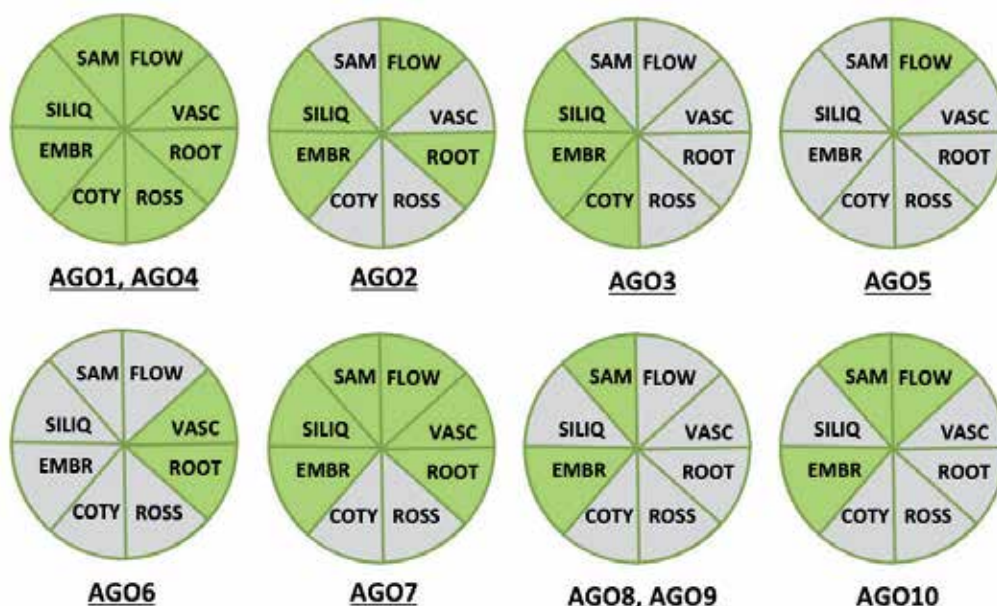 SAM FLOW
SILIQ VASC
EMBR ROOT
COTY ROSS
AGO1, AGO4
SAM FLOW
SILIQ VASC
EMBR ROOT
COTY ROSS
AGO2
SAM FLOW
SILIQ VASC
EMBR ROOT
COTY ROSS
AGO3
SAM FLOW
SILIQ VASC
EMBR ROOT
COTY ROSS
AGO5
SAM FLOW
SILIQ VASC
EMBR ROOT
COTY ROSS
AGO6
SAM FLOW
SILIQ VASC
EMBR ROOT
COTY ROSS
AGO7
SAM FLOW
SILIQ VASC
EMBR ROOT
COTY ROSS
AGO8, AGO9
SAM FLOW
SILIQ VASC
EMBR ROOT
COTY ROSS
AGO10